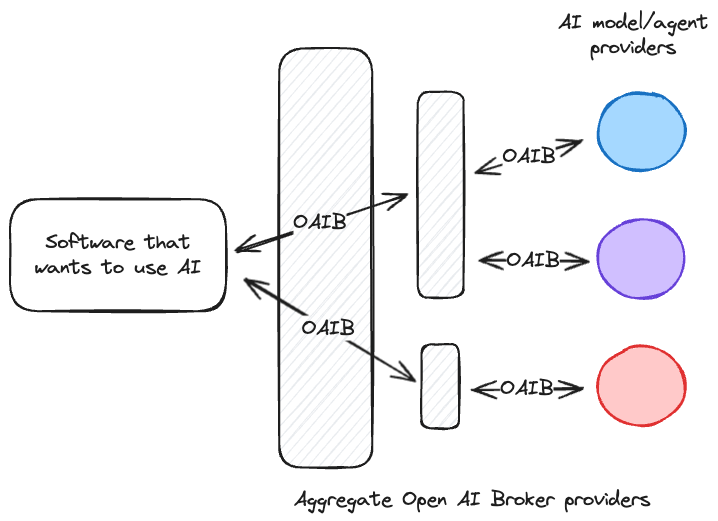 AI model/agent
providers
OAIB
OAIB
Software that
wants to use AI
OAIB
OAIB
OAIB
Aggregate Open AI Broker providers